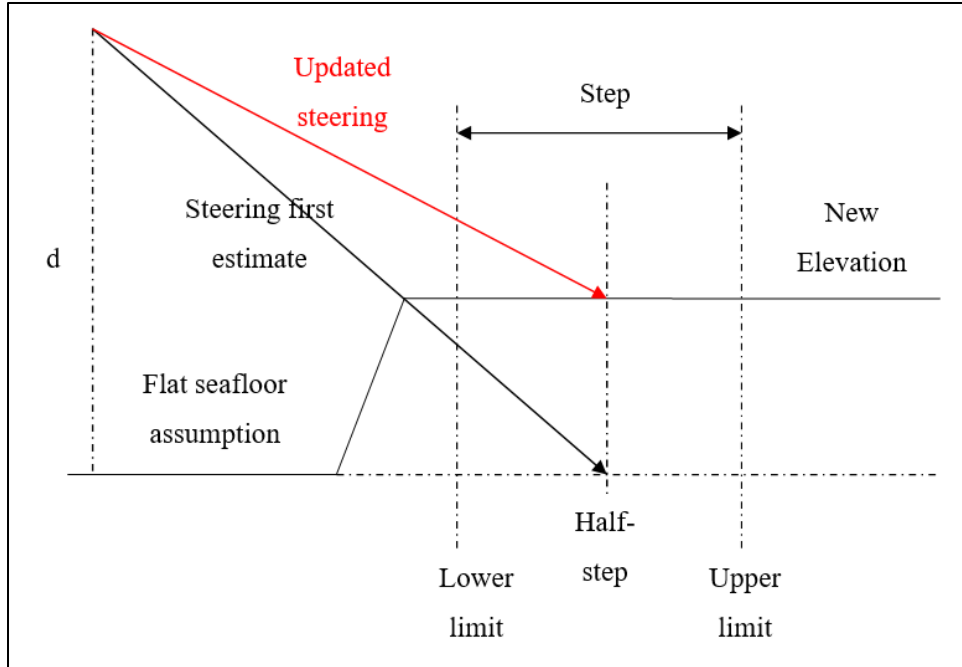 Updated
steering
Step
Steering first
estimate
New
Elevation
d
Flat seafloor
assumption
Half-
step
Lower
limit
Upper
limit